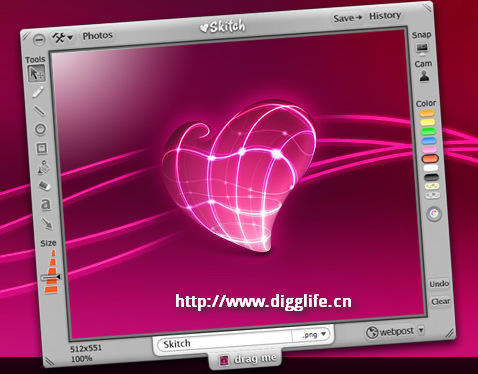 Skitch
Save→ History
Photos
Snap
Tools
Cam
Color
a
Size
http://www.digglife.cn
Undo
Clear
512x551
100%
Skitch
.png
webpost
drag me